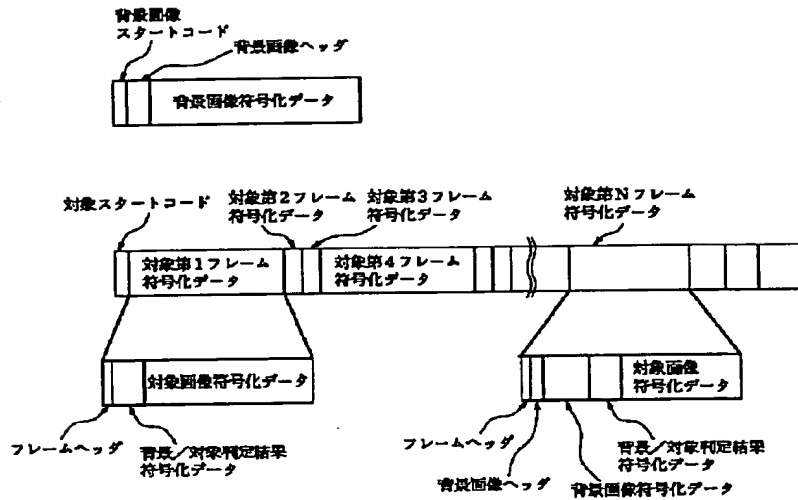 背景画像
スタートコード
背景画像ヘッダ
背景画像符号化データ
対象スタートコード
対象第2フレーム
符号化データ
対象第3フレーム
符号化データ
対象第Nフレーム
符号化データ
対象第1フレーム
符号化データ
対象第4フレーム
符号化データ
対象画像符号化データ
対象画像
符号化データ
フレームヘッダ
背景/対象判定結果
符号化データ
フレームヘッダ
背景画像ヘッダ
背景画像符号化データ
背景/対象判定結果
符号化データ